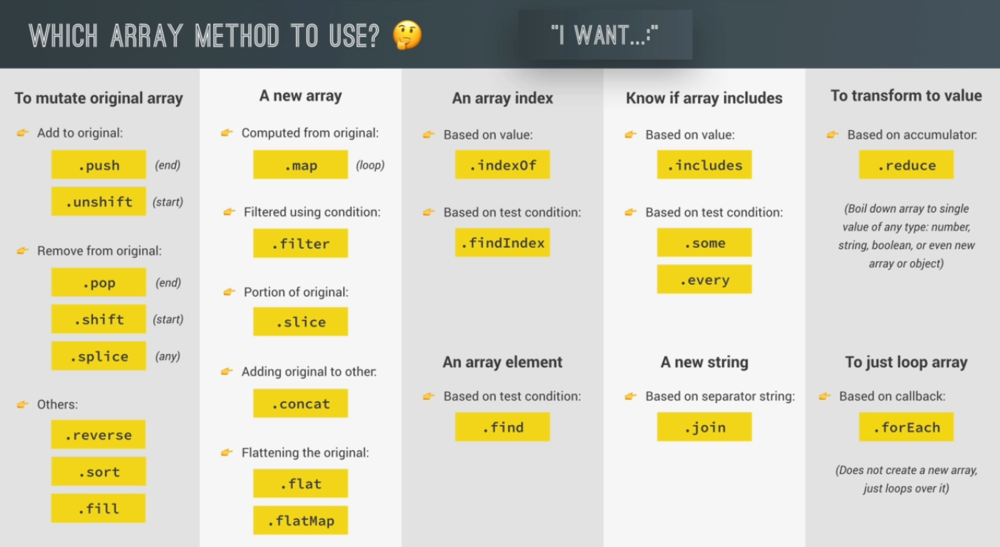 WHICH ARRAY METHOD TO USE? 🤔
"I WANT...:"
To mutate original array
👉 Add to original:
.push (end)
.unshift (start)
👉 Remove from original:
.pop (end)
.shift (start)
.splice (any)
👉 Others:
.reverse
.sort
.fill
A new array
👉 Computed from original:
.map (loop)
👉 Filtered using condition:
.filter
👉 Portion of original:
.slice
👉 Adding original to other:
.concat
👉 Flattening the original:
.flat
.flatMap
An array index
👉 Based on value:
.indexOf
👉 Based on test condition:
.findIndex
An array element
👉 Based on test condition:
.find
Know if array includes
👉 Based on value:
.includes
👉 Based on test condition:
.some
.every
A new string
👉 Based on separator string:
.join
To transform to value
👉 Based on accumulator:
.reduce
(Boil down array to single
value of any type: number,
string, boolean, or even new
array or object)
To just loop array
👉 Based on callback:
.forEach
(Does not create a new array,
just loops over it)